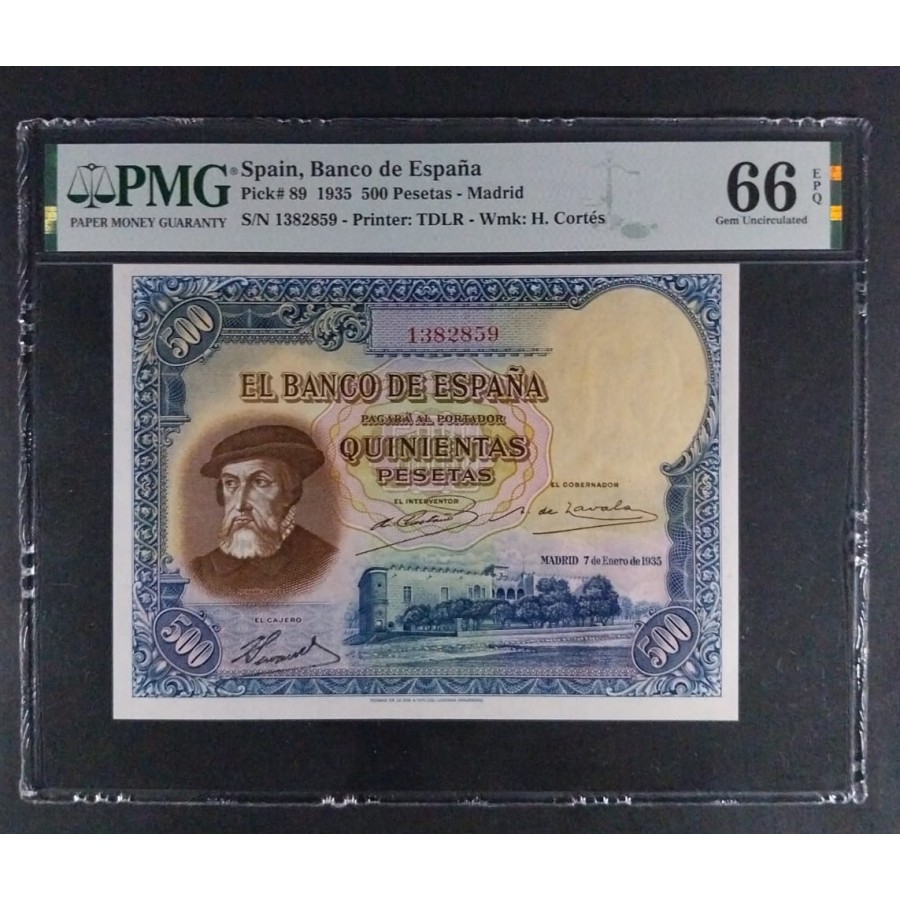 PMG®
PAPER MONEY GUARANTY
Spain, Banco de España
Pick# 89 1935 500 Pesetas - Madrid
S/N 1382859 - Printer: TDLR - Wmk: H. Cortés
66
EPQ
Gem Uncirculated
500
1382859
EL BANCO DE ESPAÑA
PAGARÁ AL PORTADOR
QUINIENTAS
PESETAS
EL INTERVENTOR
EL GOBERNADOR
de Zavala
MADRID 7 de Enero de 1935
EL CAJERO
500
500